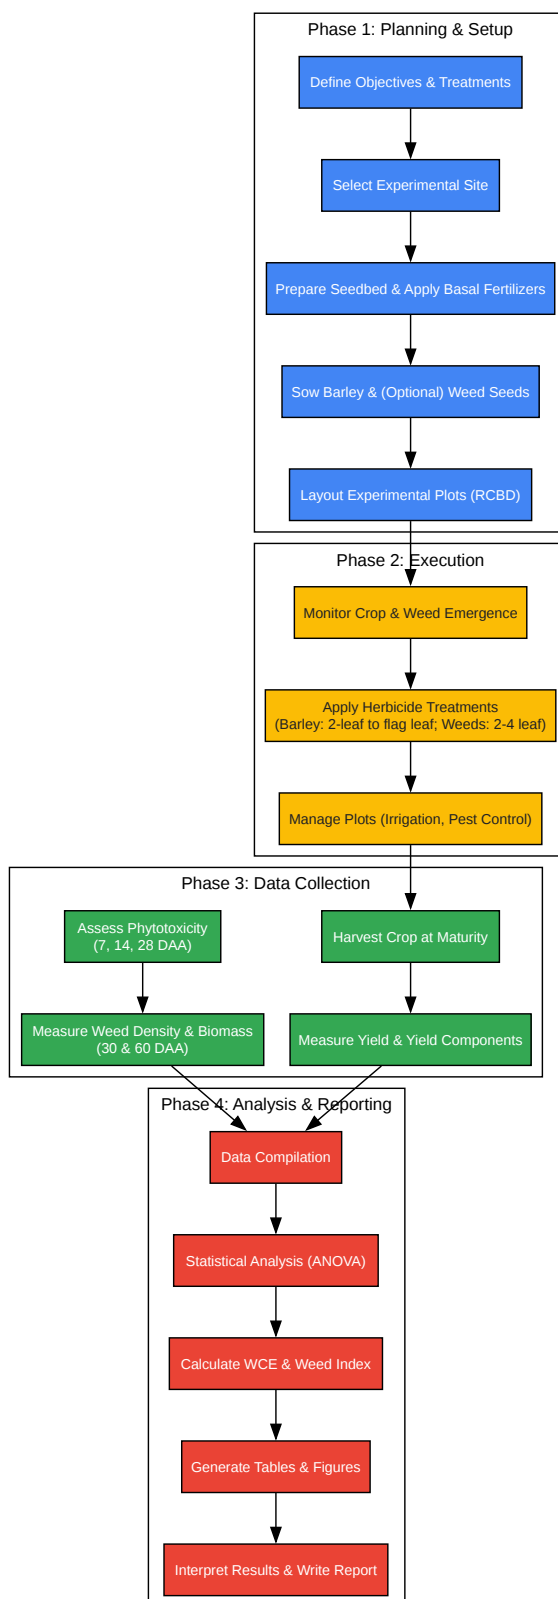 Phase 1: Planning & Setup
Define Objectives & Treatments
Select Experimental Site
Prepare Seedbed & Apply Basal Fertilizers
Sow Barley & (Optional) Weed Seeds
Layout Experimental Plots (RCBD)
Phase 2: Execution
Monitor Crop & Weed Emergence
Apply Herbicide Treatments
(Barley: 2-leaf to flag leaf; Weeds: 2-4 leaf)
Manage Plots (Irrigation, Pest Control)
Phase 3: Data Collection
Assess Phytotoxicity
(7, 14, 28 DAA)
Harvest Crop at Maturity
Measure Weed Density & Biomass
(30 & 60 DAA)
Measure Yield & Yield Components
Phase 4: Analysis & Reporting
Data Compilation
Statistical Analysis (ANOVA)
Calculate WCE & Weed Index
Generate Tables & Figures
Interpret Results & Write Report